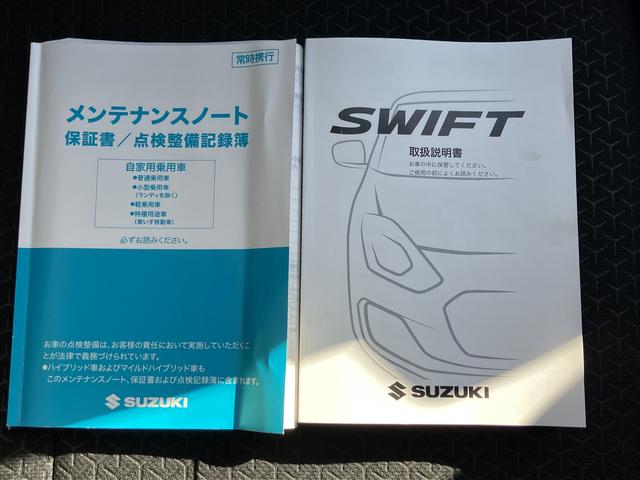 常時携行
メンテナンスノート
保証書／点検整備記録簿
自家用乗用車
●普通乗用車
●小型乗用車
(ランディを除く)
●軽乗用車
●特種用途車
(車いす移動車)
必ずお読みください。
お車の点検整備は、お客様の責任において実施していただくこ
とが法律で義務づけられています。
●ハイブリッド車およびマイルドハイブリッド車も
このメンテナンスノート、保証書および点検記録簿に含まれます。
SUZUKI
SWIFT
取扱説明書
お車の中に保管してください。
ご使用の前によくお読みください。
SUZUKI